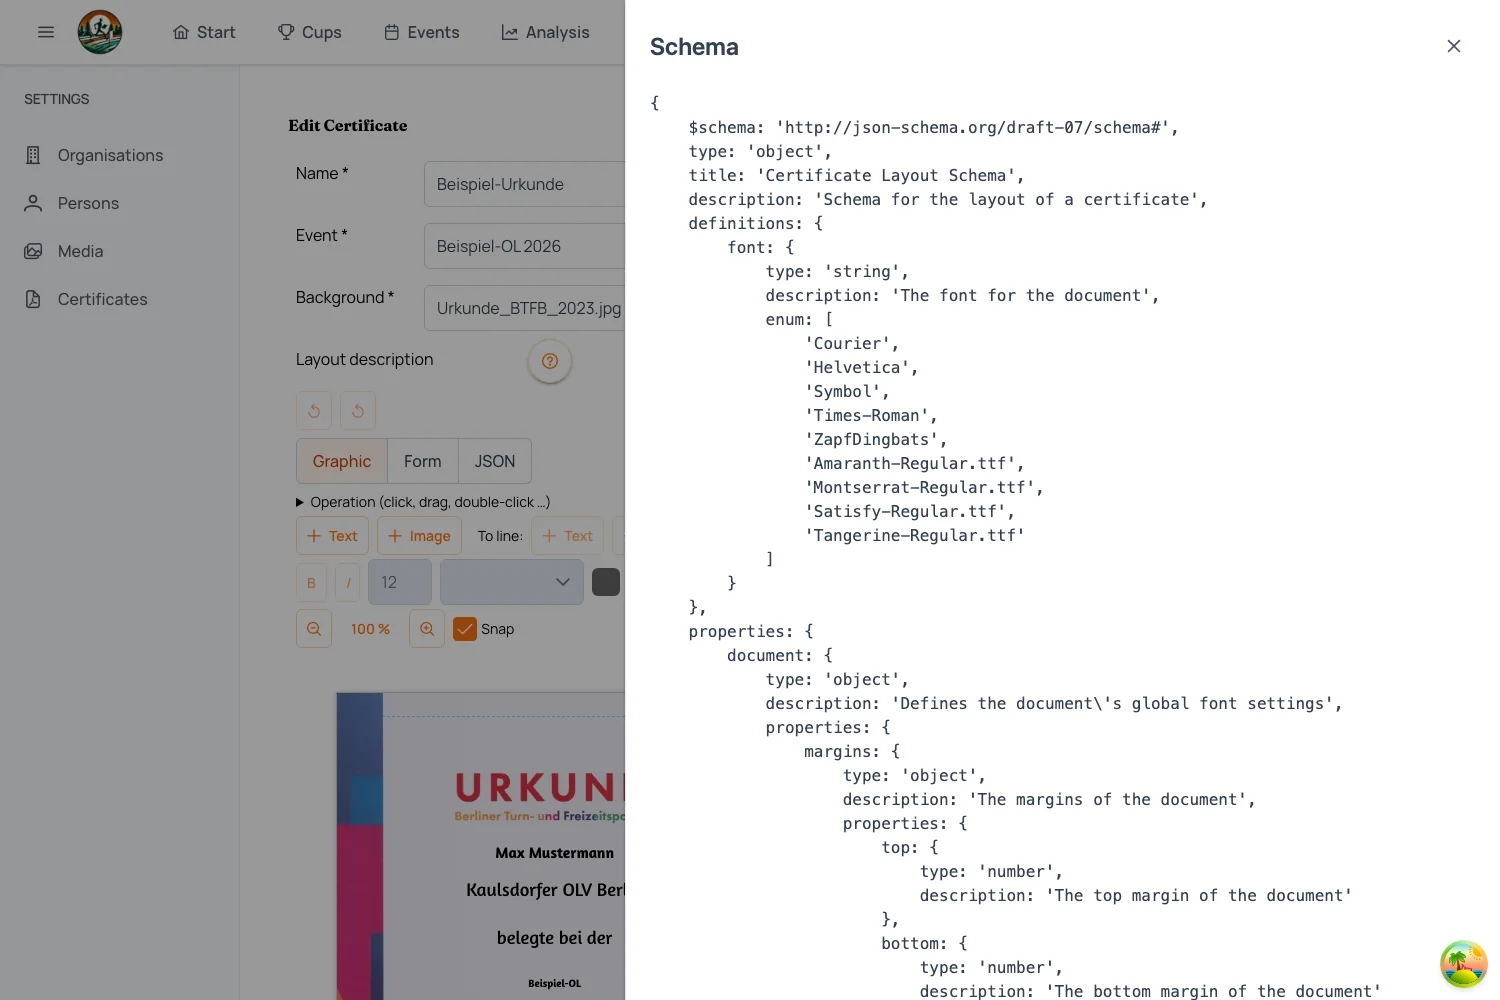 Start
Cups
Events
Analysis
SETTINGS
Organisations
Persons
Media
Certificates
Edit Certificate
Name *
Beispiel-Urkunde
Event *
Beispiel-OL 2026
Background *
Urkunde_BTFB_2023.jpg
Layout description
Graphic
Form
JSON
Operation (click, drag, double-click ...)
Text
Image
To line:
Text
B
I
12
100 %
Snap
URKUN
Berliner Turn- und Freizeitspo
Max Mustermann
Kaulsdorfer OLV Berl
belegte bei der
Beispiel-OL
Schema
{
    $schema: 'http://json-schema.org/draft-07/schema#',
    type: 'object',
    title: 'Certificate Layout Schema',
    description: 'Schema for the layout of a certificate',
    definitions: {
        font: {
            type: 'string',
            description: 'The font for the document',
            enum: [
                'Courier',
                'Helvetica',
                'Symbol',
                'Times-Roman',
                'ZapfDingbats',
                'Amaranth-Regular.ttf',
                'Montserrat-Regular.ttf',
                'Satisfy-Regular.ttf',
                'Tangerine-Regular.ttf'
            ]
        }
    },
    properties: {
        document: {
            type: 'object',
            description: 'Defines the document\'s global font settings',
            properties: {
                margins: {
                    type: 'object',
                    description: 'The margins of the document',
                    properties: {
                        top: {
                            type: 'number',
                            description: 'The top margin of the document'
                        },
                        bottom: {
                            type: 'number',
                            description: 'The bottom margin of the document'